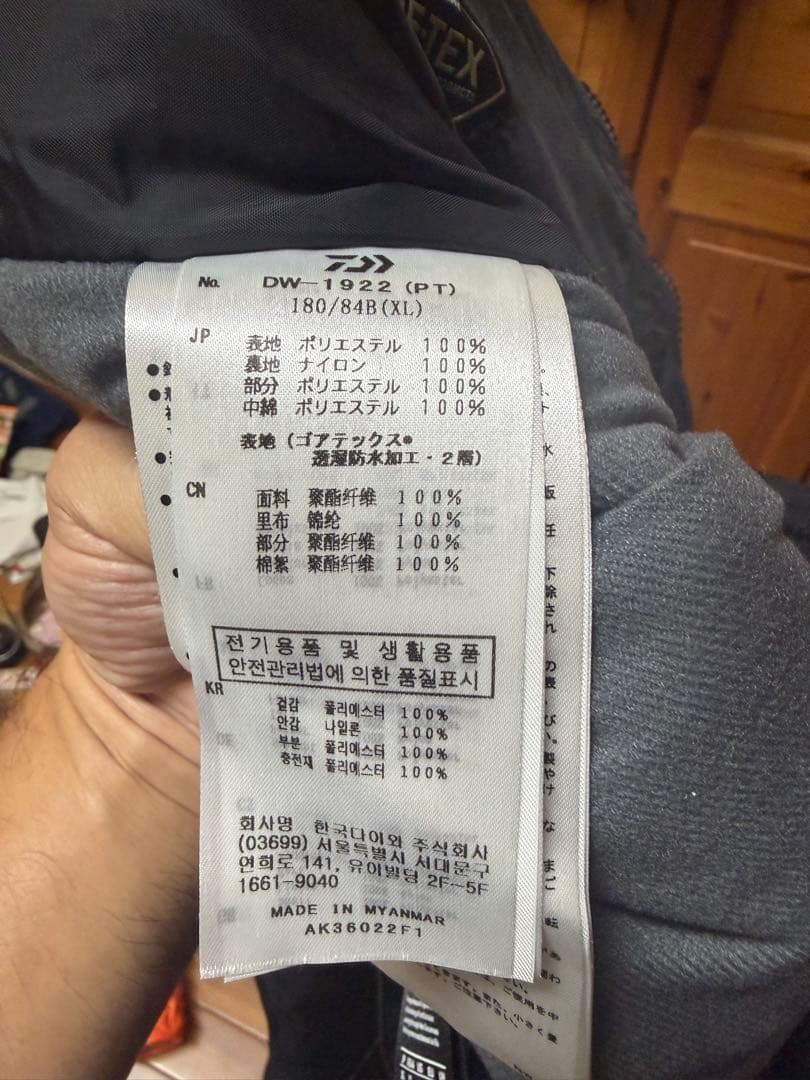 -TEX
No. DW-1922 (PT)
180/84B(XL)
JP
表地 ポリエステル 100%
裏地 ナイロン 100%
部分 ポリエステル 100%
中綿 ポリエステル 100%
表地 (ゴアテックス®
透湿防水加工・2層)
CN
面料 聚酯纤维 100%
里布 锦纶 100%
部分 聚酯纤维 100%
棉絮 聚酯纤维 100%
전기용품 및 생활용품
안전관리법에 의한 품질표시
KR
겉감 폴리에스터 100%
안감 나일론 100%
부분 폴리에스터 100%
충전재 폴리에스터 100%
회사명 한국다이와 주식회사
(03699) 서울특별시 서대문구
연희로 141, 유이빌딩 2F~5F
1661-9040
MADE IN MYANMAR
AK36022F1